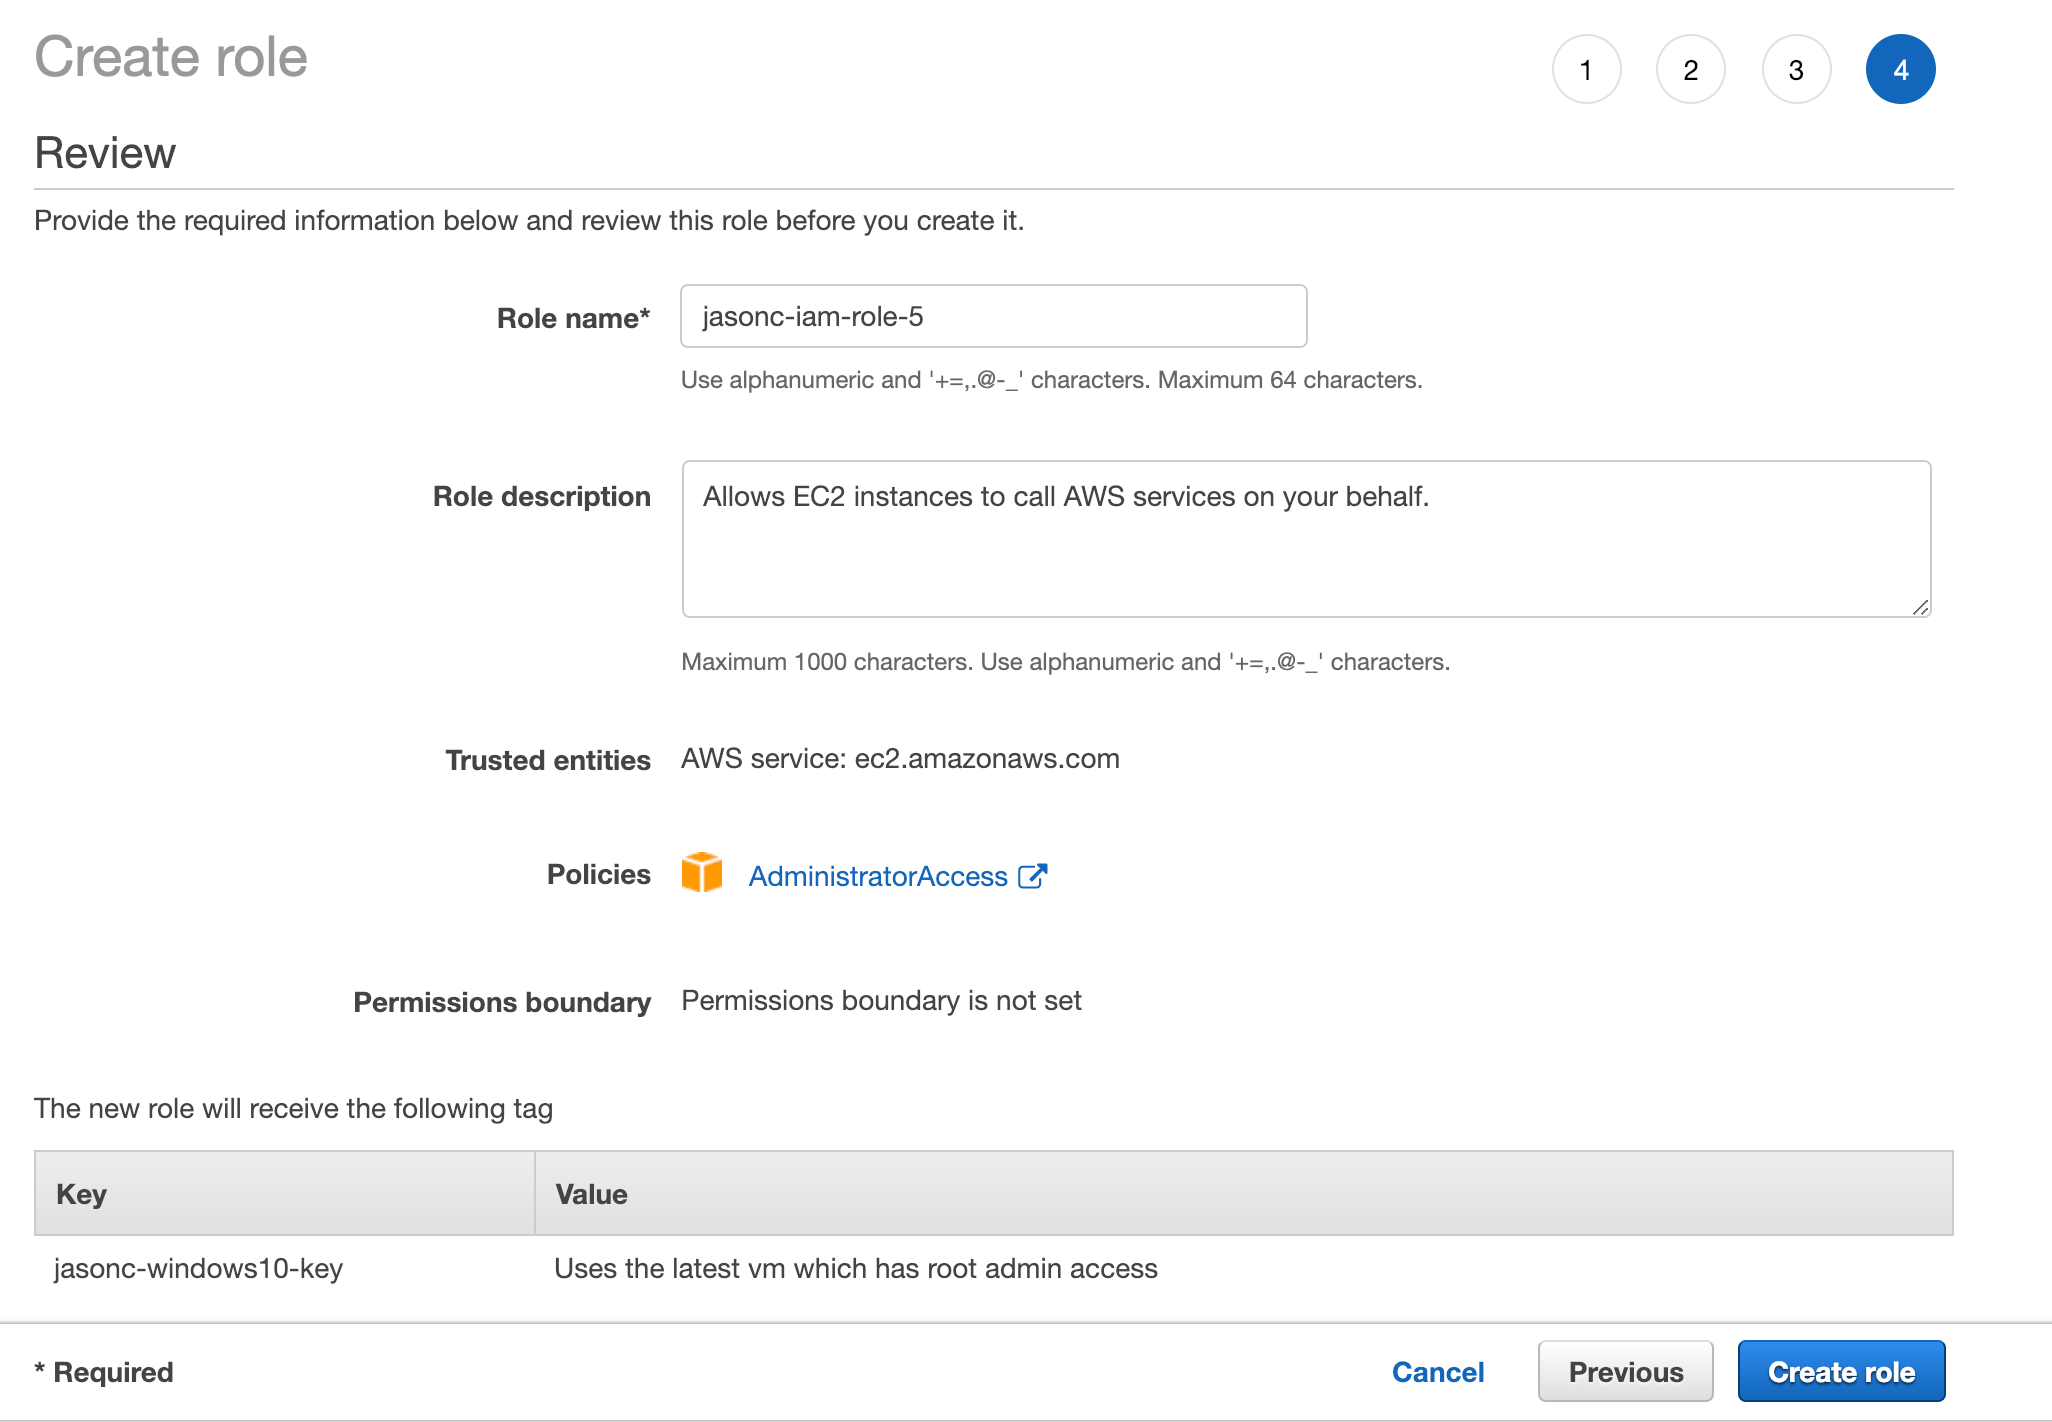 Create role
1 2 3 4
Review
Provide the required information below and review this role before you create it.
Role name* jasonc-iam-role-5
Use alphanumeric and '+=,.@-_' characters. Maximum 64 characters.
Role description Allows EC2 instances to call AWS services on your behalf.
Maximum 1000 characters. Use alphanumeric and '+=,.@-_' characters.
Trusted entities AWS service: ec2.amazonaws.com
Policies AdministratorAccess
Permissions boundary Permissions boundary is not set
The new role will receive the following tag
Key Value
jasonc-windows10-key Uses the latest vm which has root admin access
* Required Cancel Previous Create role